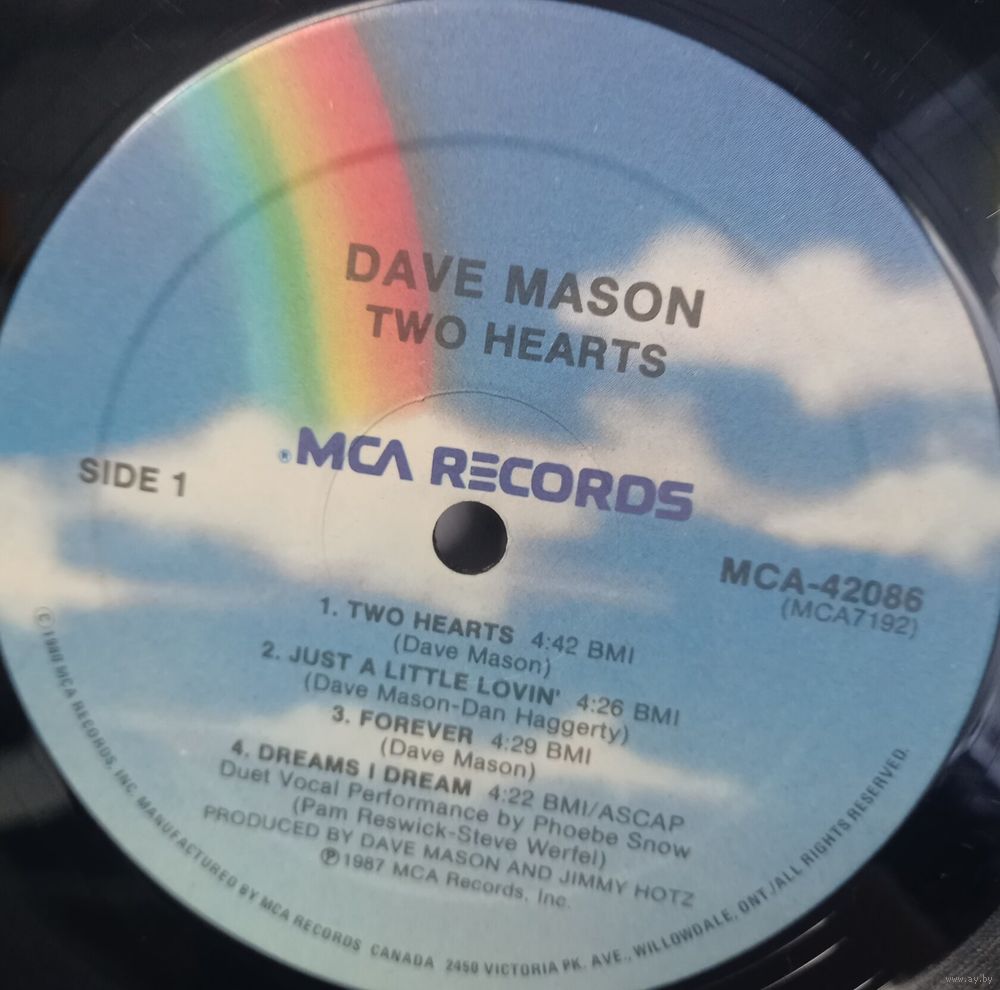 DAVE MASON
TWO HEARTS
®MCA RECORDS
SIDE 1
MCA-42086
(MCA7192)
1. TWO HEARTS 4:42 BMI
(Dave Mason)
2. JUST A LITTLE LOVIN' 4:26 BMI
(Dave Mason-Dan Haggerty)
3. FOREVER 4:29 BMI
(Dave Mason)
4. DREAMS I DREAM 4:22 BMI/ASCAP
Duet Vocal Performance by Phoebe Snow
(Pam Reswick-Steve Werfel)
PRODUCED BY DAVE MASON AND JIMMY HOTZ
℗1987 MCA Records, Inc.
©1980 MCA RECORDS, INC. MANUFACTURED BY MCA RECORDS CANADA 2450 VICTORIA PK. AVE., WILLOWDALE, ONT./ALL RIGHTS RESERVED.
www.ay.by